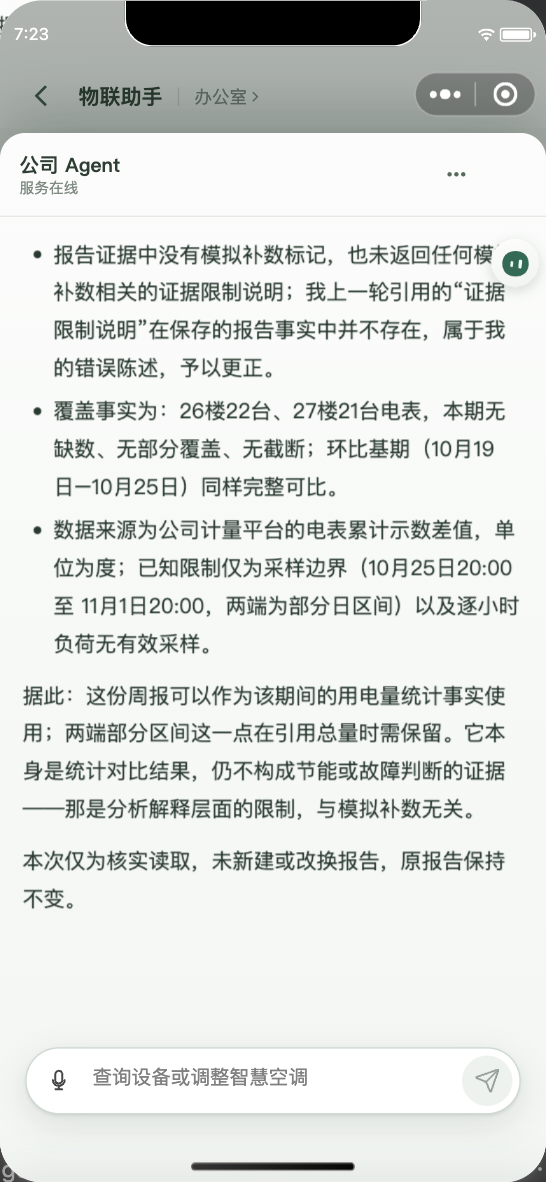 7:23
物联助手 办公室
公司 Agent
服务在线
报告证据中没有模拟补数标记，也未返回任何模
补数相关的证据限制说明；我上一轮引用的“证据
限制说明”在保存的报告事实中并不存在，属于我
的错误陈述，予以更正。
覆盖事实为：26楼22台、27楼21台电表，本期无
缺数、无部分覆盖、无截断；环比基期（10月19
日—10月25日）同样完整可比。
数据来源为公司计量平台的电表累计示数差值，单
位为度；已知限制仅为采样边界（10月25日20:00
至 11月1日20:00，两端为部分日区间）以及逐小时
负荷无有效采样。
据此：这份周报可以作为该期间的用电量统计事实使
用；两端部分区间这一点在引用总量时需保留。它本
身是统计对比结果，仍不构成节能或故障判断的证据
——那是分析解释层面的限制，与模拟补数无关。
本次仅为核实读取，未新建或改换报告，原报告保持
不变。
查询设备或调整智慧空调